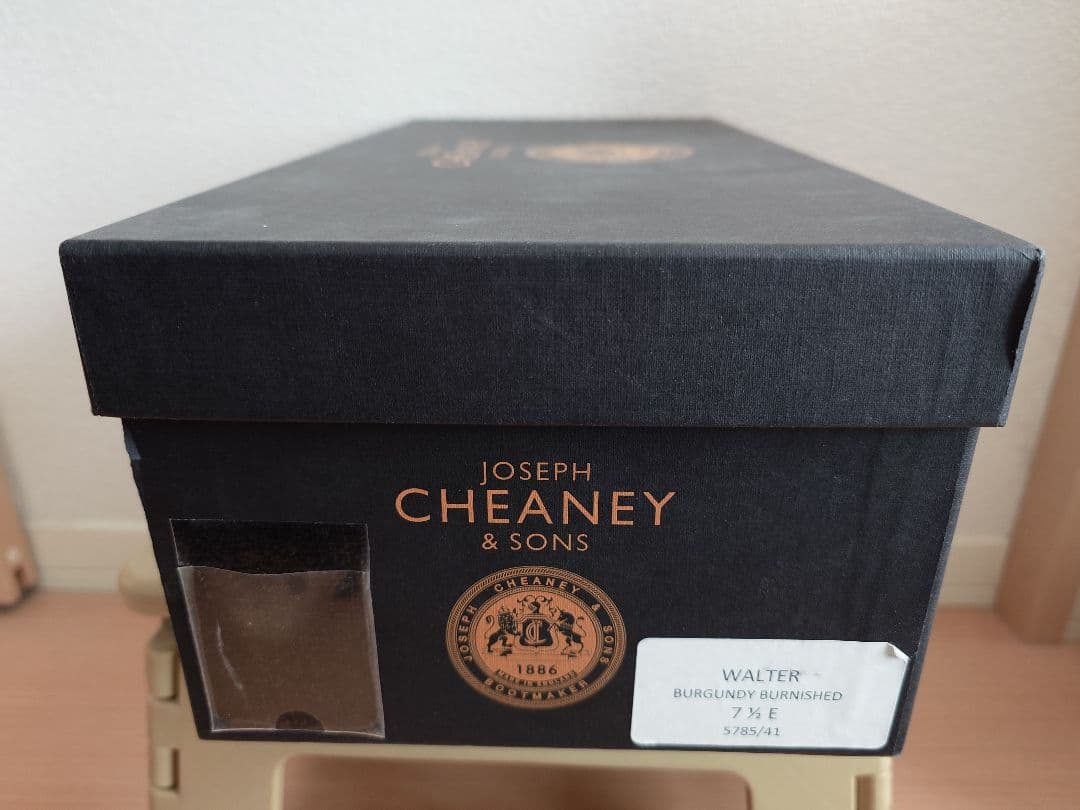 JOSEPH
CHEANEY
& SONS
JOSEPH CHEANEY & SONS
1886
MADE IN ENGLAND
BOOTMAKER
WALTER
BURGUNDY BURNISHED
7 ½ E
5785/41